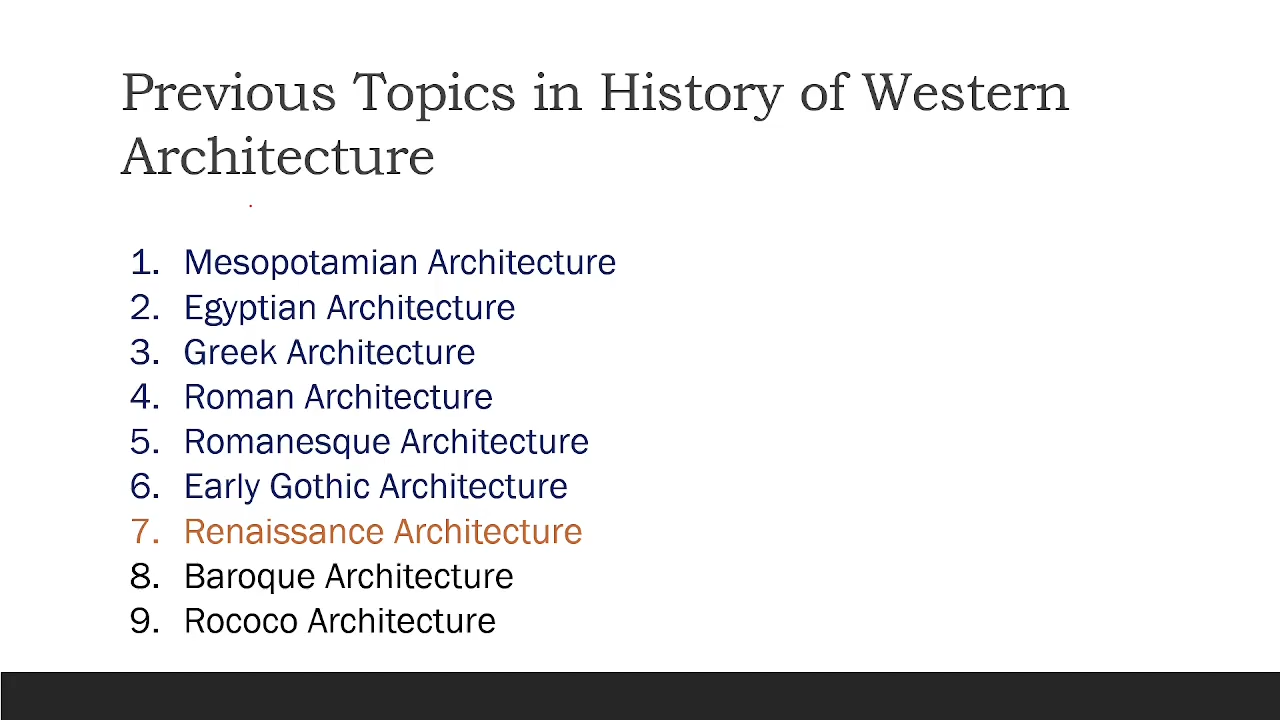 Previous Topics in History of Western
Architecture
1. Mesopotamian Architecture
2. Egyptian Architecture
3. Greek Architecture
4. Roman Architecture
5. Romanesque Architecture
6. Early Gothic Architecture
7. Renaissance Architecture
8. Baroque Architecture
9. Rococo Architecture